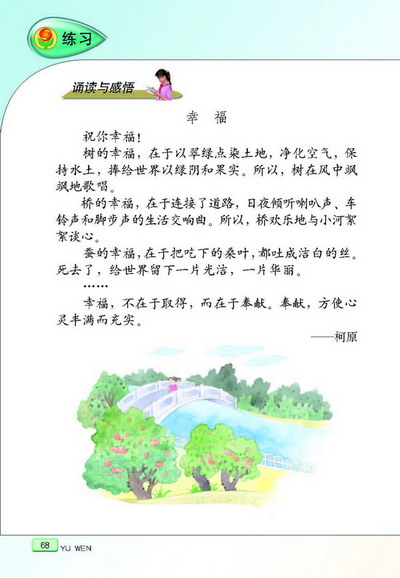 练习
诵读与感悟
幸 福
祝你幸福！
树的幸福，在于以翠绿点染土地，净化空气，保
持水土，捧给世界以绿阴和果实。所以，树在风中飒
飒地歌唱。
桥的幸福，在于连接了道路，日夜倾听喇叭声、车
铃声和脚步声的生活交响曲。所以，桥欢乐地与小河絮
絮谈心。
蚕的幸福，在于把吃下的桑叶，都吐成洁白的丝。
死去了，给世界留下一片光洁，一片华丽。
……
幸福，不在于取得，而在于奉献。奉献，方使心
灵丰满而充实。
——柯原
68 YU WEN